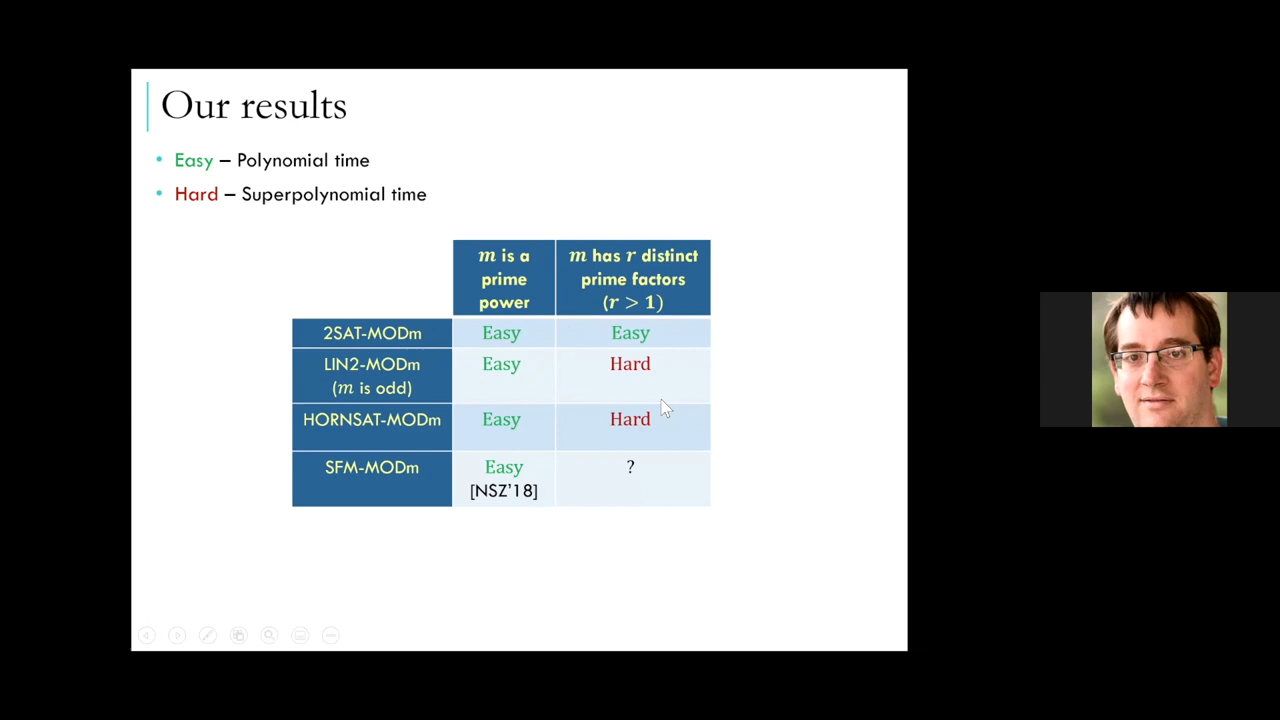 Our results
• Easy – Polynomial time
• Hard – Superpolynomial time
m is a
prime
power
m has r distinct
prime factors
(r > 1)
2SAT-MODm
Easy
Easy
LIN2-MODm
(m is odd)
Easy
Hard
HORNSAT-MODm
Easy
Hard
SFM-MODm
Easy
[NSZ'18]
?